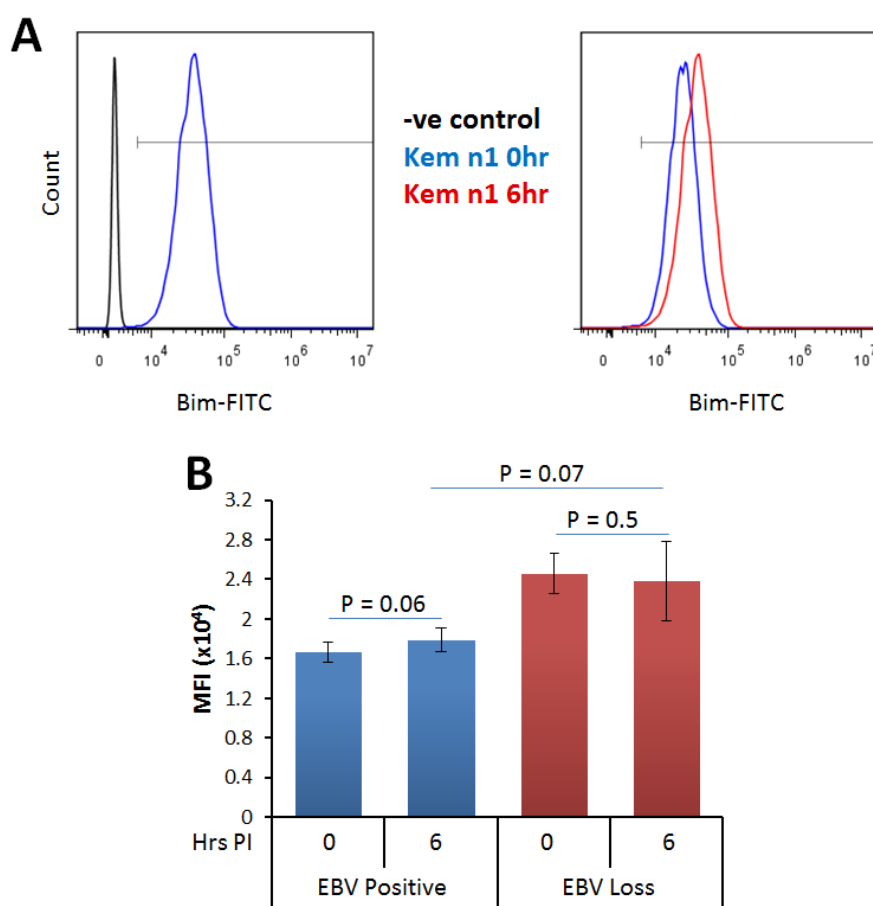 A
Count
0 10^4 10^5 10^6 10^7
Bim-FITC
-ve control
Kem n1 0hr
Kem n1 6hr
0 10^4 10^5 10^6 10^7
Bim-FITC
B
P = 0.07
P = 0.5
P = 0.06
MFI (x10^4)
3.2
2.8
2.4
2
1.6
1.2
0.8
0.4
0
Hrs PI 0 6 0 6
EBV Positive EBV Loss